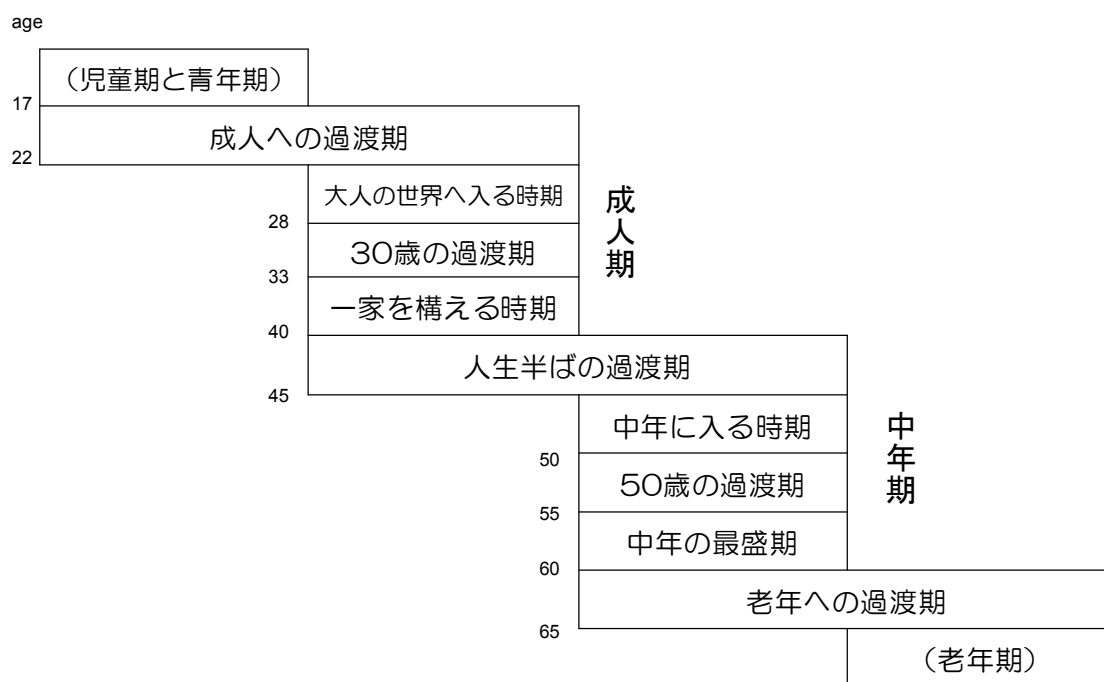 age
（児童期と青年期）
17
成人への過渡期
22
大人の世界へ入る時期
成人期
28
30歳の過渡期
33
一家を構える時期
40
人生半ばの過渡期
45
中年に入る時期
中年期
50
50歳の過渡期
55
中年の最盛期
60
老年への過渡期
65
（老年期）